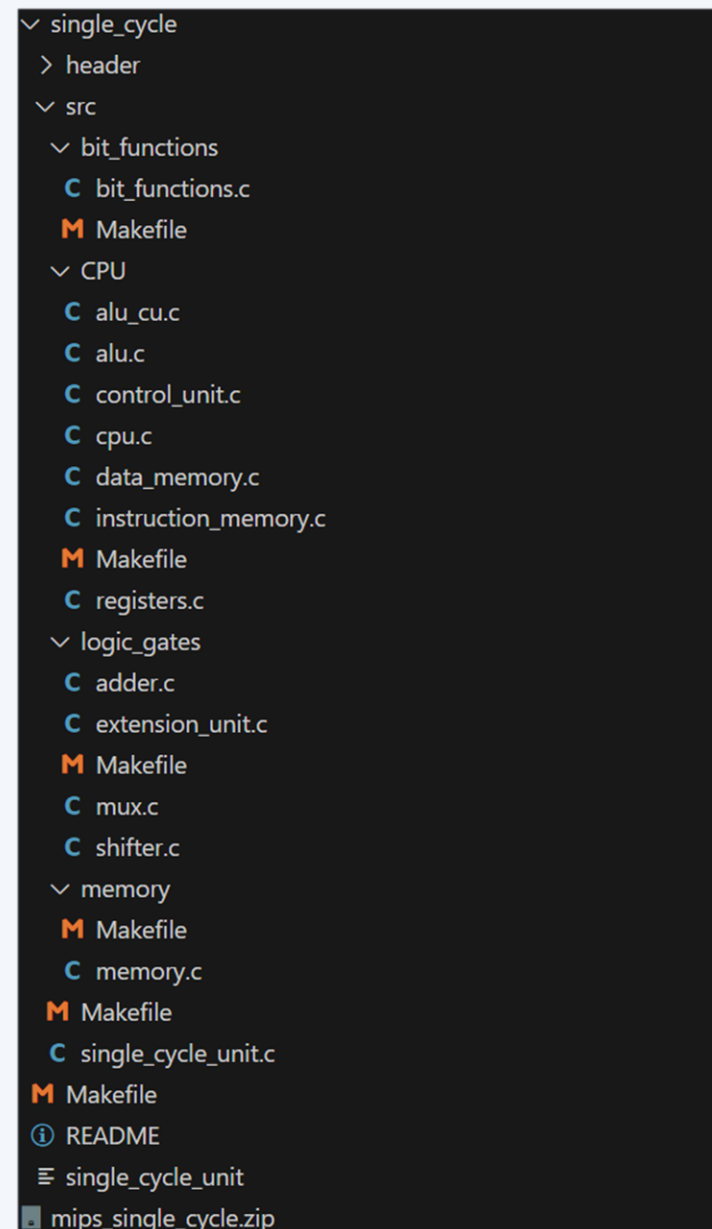 single_cycle
header
src
bit_functions
C bit_functions.c
M Makefile
CPU
C alu_cu.c
C alu.c
C control_unit.c
C cpu.c
C data_memory.c
C instruction_memory.c
M Makefile
C registers.c
logic_gates
C adder.c
C extension_unit.c
M Makefile
C mux.c
C shifter.c
memory
M Makefile
C memory.c
M Makefile
C single_cycle_unit.c
M Makefile
README
single_cycle_unit
mips_single_cycle.zip